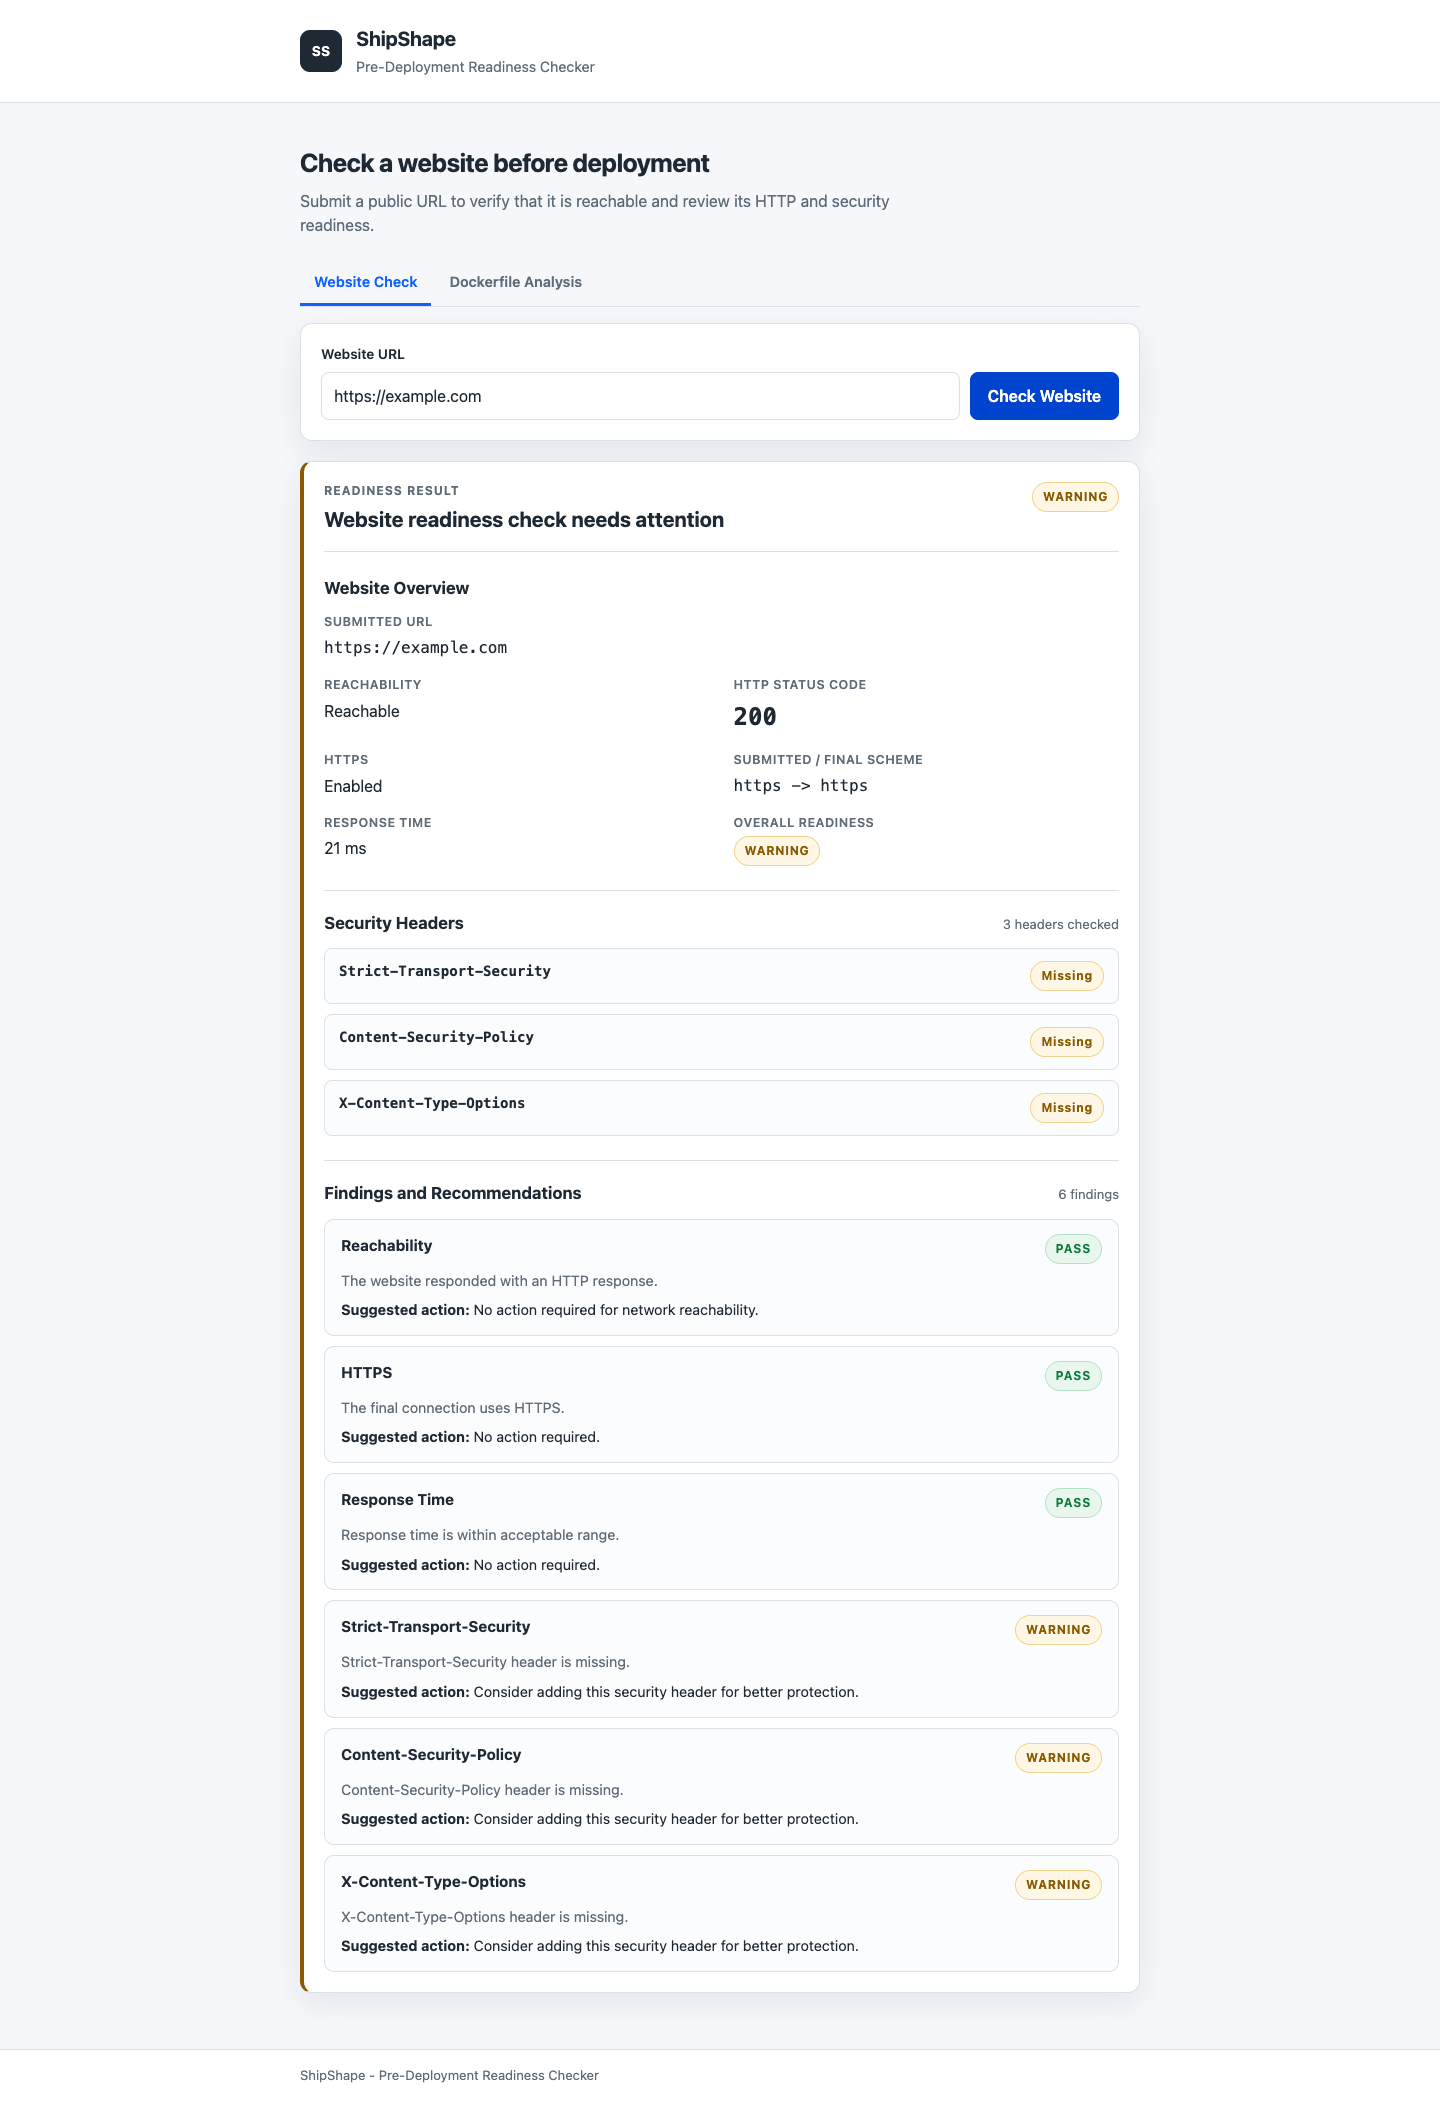 SS
ShipShape
Pre-Deployment Readiness Checker
Check a website before deployment
Submit a public URL to verify that it is reachable and review its HTTP and security
readiness.
Website Check
Dockerfile Analysis
Website URL
https://example.com
Check Website
READINESS RESULT
WARNING
Website readiness check needs attention
Website Overview
SUBMITTED URL
https://example.com
REACHABILITY
Reachable
HTTP STATUS CODE
200
HTTPS
Enabled
SUBMITTED / FINAL SCHEME
https -> https
RESPONSE TIME
21 ms
OVERALL READINESS
WARNING
Security Headers
3 headers checked
Strict-Transport-Security
Missing
Content-Security-Policy
Missing
X-Content-Type-Options
Missing
Findings and Recommendations
6 findings
Reachability
PASS
The website responded with an HTTP response.
Suggested action: No action required for network reachability.
HTTPS
PASS
The final connection uses HTTPS.
Suggested action: No action required.
Response Time
PASS
Response time is within acceptable range.
Suggested action: No action required.
Strict-Transport-Security
WARNING
Strict-Transport-Security header is missing.
Suggested action: Consider adding this security header for better protection.
Content-Security-Policy
WARNING
Content-Security-Policy header is missing.
Suggested action: Consider adding this security header for better protection.
X-Content-Type-Options
WARNING
X-Content-Type-Options header is missing.
Suggested action: Consider adding this security header for better protection.
ShipShape - Pre-Deployment Readiness Checker